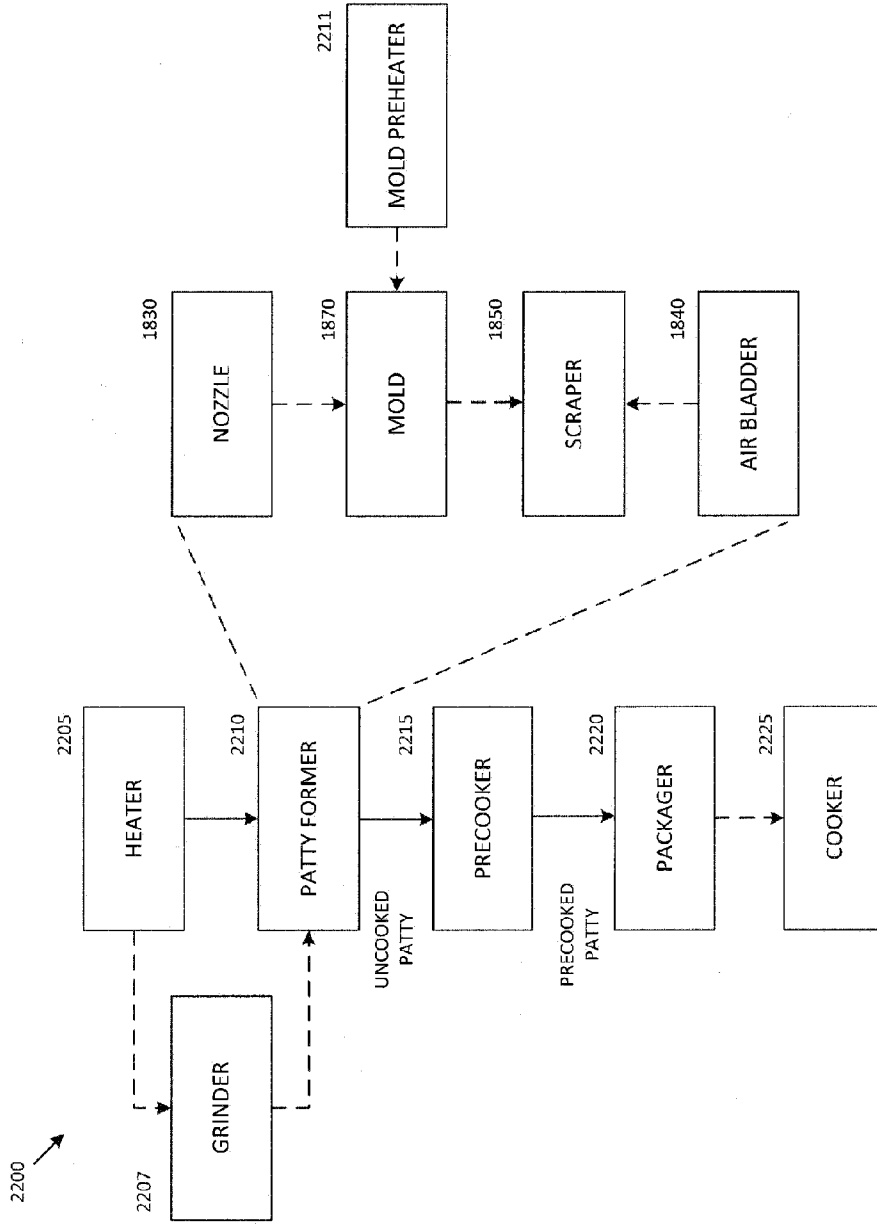 2200
2207
GRINDER
2205
HEATER
2210
PATTY FORMER
UNCOOKED
PATTY
2215
PRECOOKER
PRECOOKED
PATTY
2220
PACKAGER
2225
COOKER
1830
NOZZLE
1870
MOLD
2211
MOLD PREHEATER
1850
SCRAPER
1840
AIR BLADDER